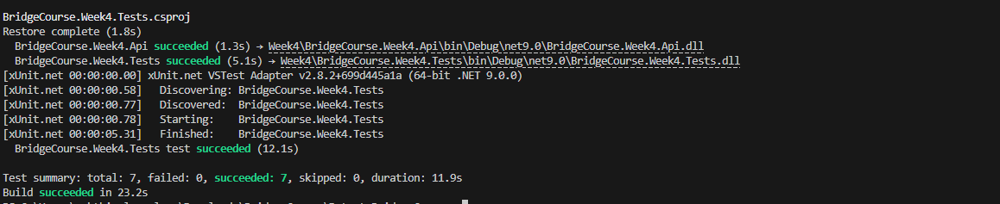 BridgeCourse.Week4.Tests.csproj
Restore complete (1.8s)
  BridgeCourse.Week4.Api succeeded (1.3s) → Week4\BridgeCourse.Week4.Api\bin\Debug\net9.0\BridgeCourse.Week4.Api.dll
  BridgeCourse.Week4.Tests succeeded (5.1s) → Week4\BridgeCourse.Week4.Tests\bin\Debug\net9.0\BridgeCourse.Week4.Tests.dll
[xUnit.net 00:00:00.00] xUnit.net VSTest Adapter v2.8.2+699d445a1a (64-bit .NET 9.0.0)
[xUnit.net 00:00:00.58]   Discovering: BridgeCourse.Week4.Tests
[xUnit.net 00:00:00.77]   Discovered:  BridgeCourse.Week4.Tests
[xUnit.net 00:00:00.78]   Starting:    BridgeCourse.Week4.Tests
[xUnit.net 00:00:05.31]   Finished:    BridgeCourse.Week4.Tests
  BridgeCourse.Week4.Tests test succeeded (12.1s)
Test summary: total: 7, failed: 0, succeeded: 7, skipped: 0, duration: 11.9s
Build succeeded in 23.2s